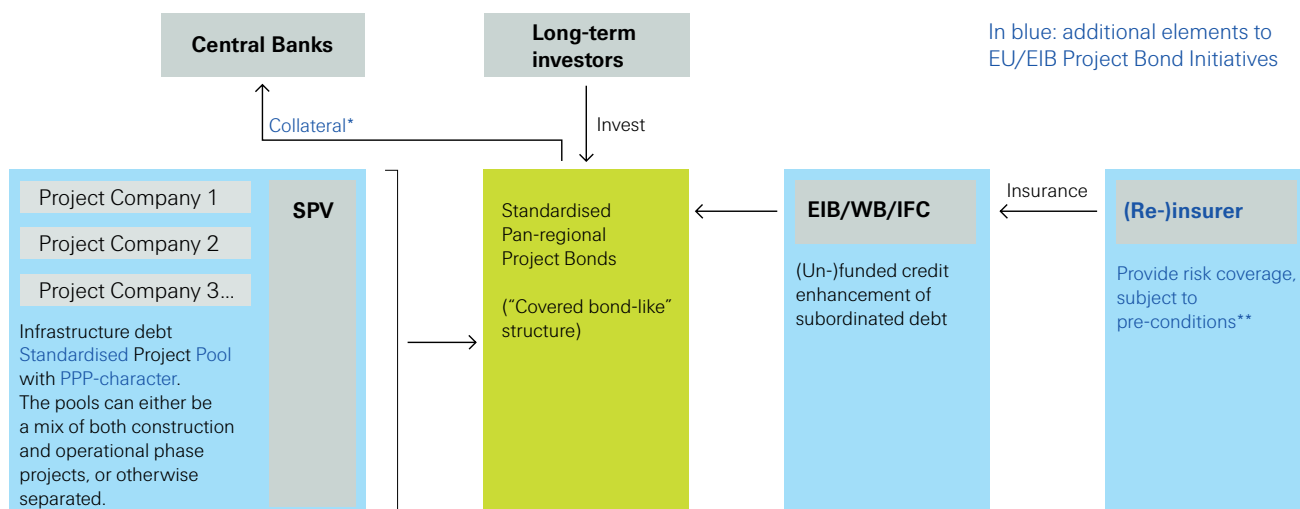 Central Banks
Long-term
investors
In blue: additional elements to
EU/EIB Project Bond Initiatives
Collateral*
Invest
Project Company 1
Project Company 2
Project Company 3...
SPV
Infrastructure debt
Standardised Project Pool
with PPP-character.
The pools can either be
a mix of both construction
and operational phase
projects, or otherwise
separated.
Standardised
Pan-regional
Project Bonds
(“Covered bond-like”
structure)
EIB/WB/IFC
(Un-)funded credit
enhancement of
subordinated debt
Insurance
(Re-)insurer
Provide risk coverage,
subject to
pre-conditions**